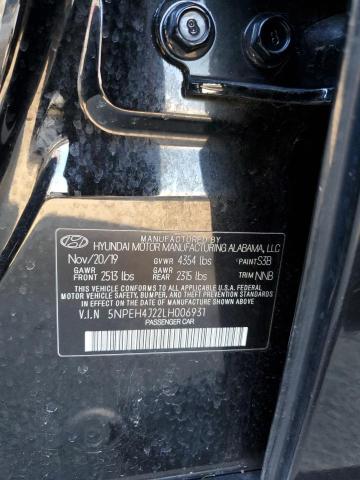 MANUFACTURED BY
HYUNDAI MOTOR MANUFACTURING ALABAMA, LLC
Nov/20/19 GVWR 4354 lbs PAINT S3B
GAWR FRONT 2513 lbs GAWR REAR 2315 lbs TRIM NNB
THIS VEHICLE CONFORMS TO ALL APPLICABLE U.S.A FEDERAL
MOTOR VEHICLE SAFETY BUMPER, AND THEFT PREVENTION STANDARDS
IN EFFECT ON THE DATE OF MANUFACTURE SHOWN ABOVE.
V.I.N 5NPEH4J22LH006931
PASSENGER CAR